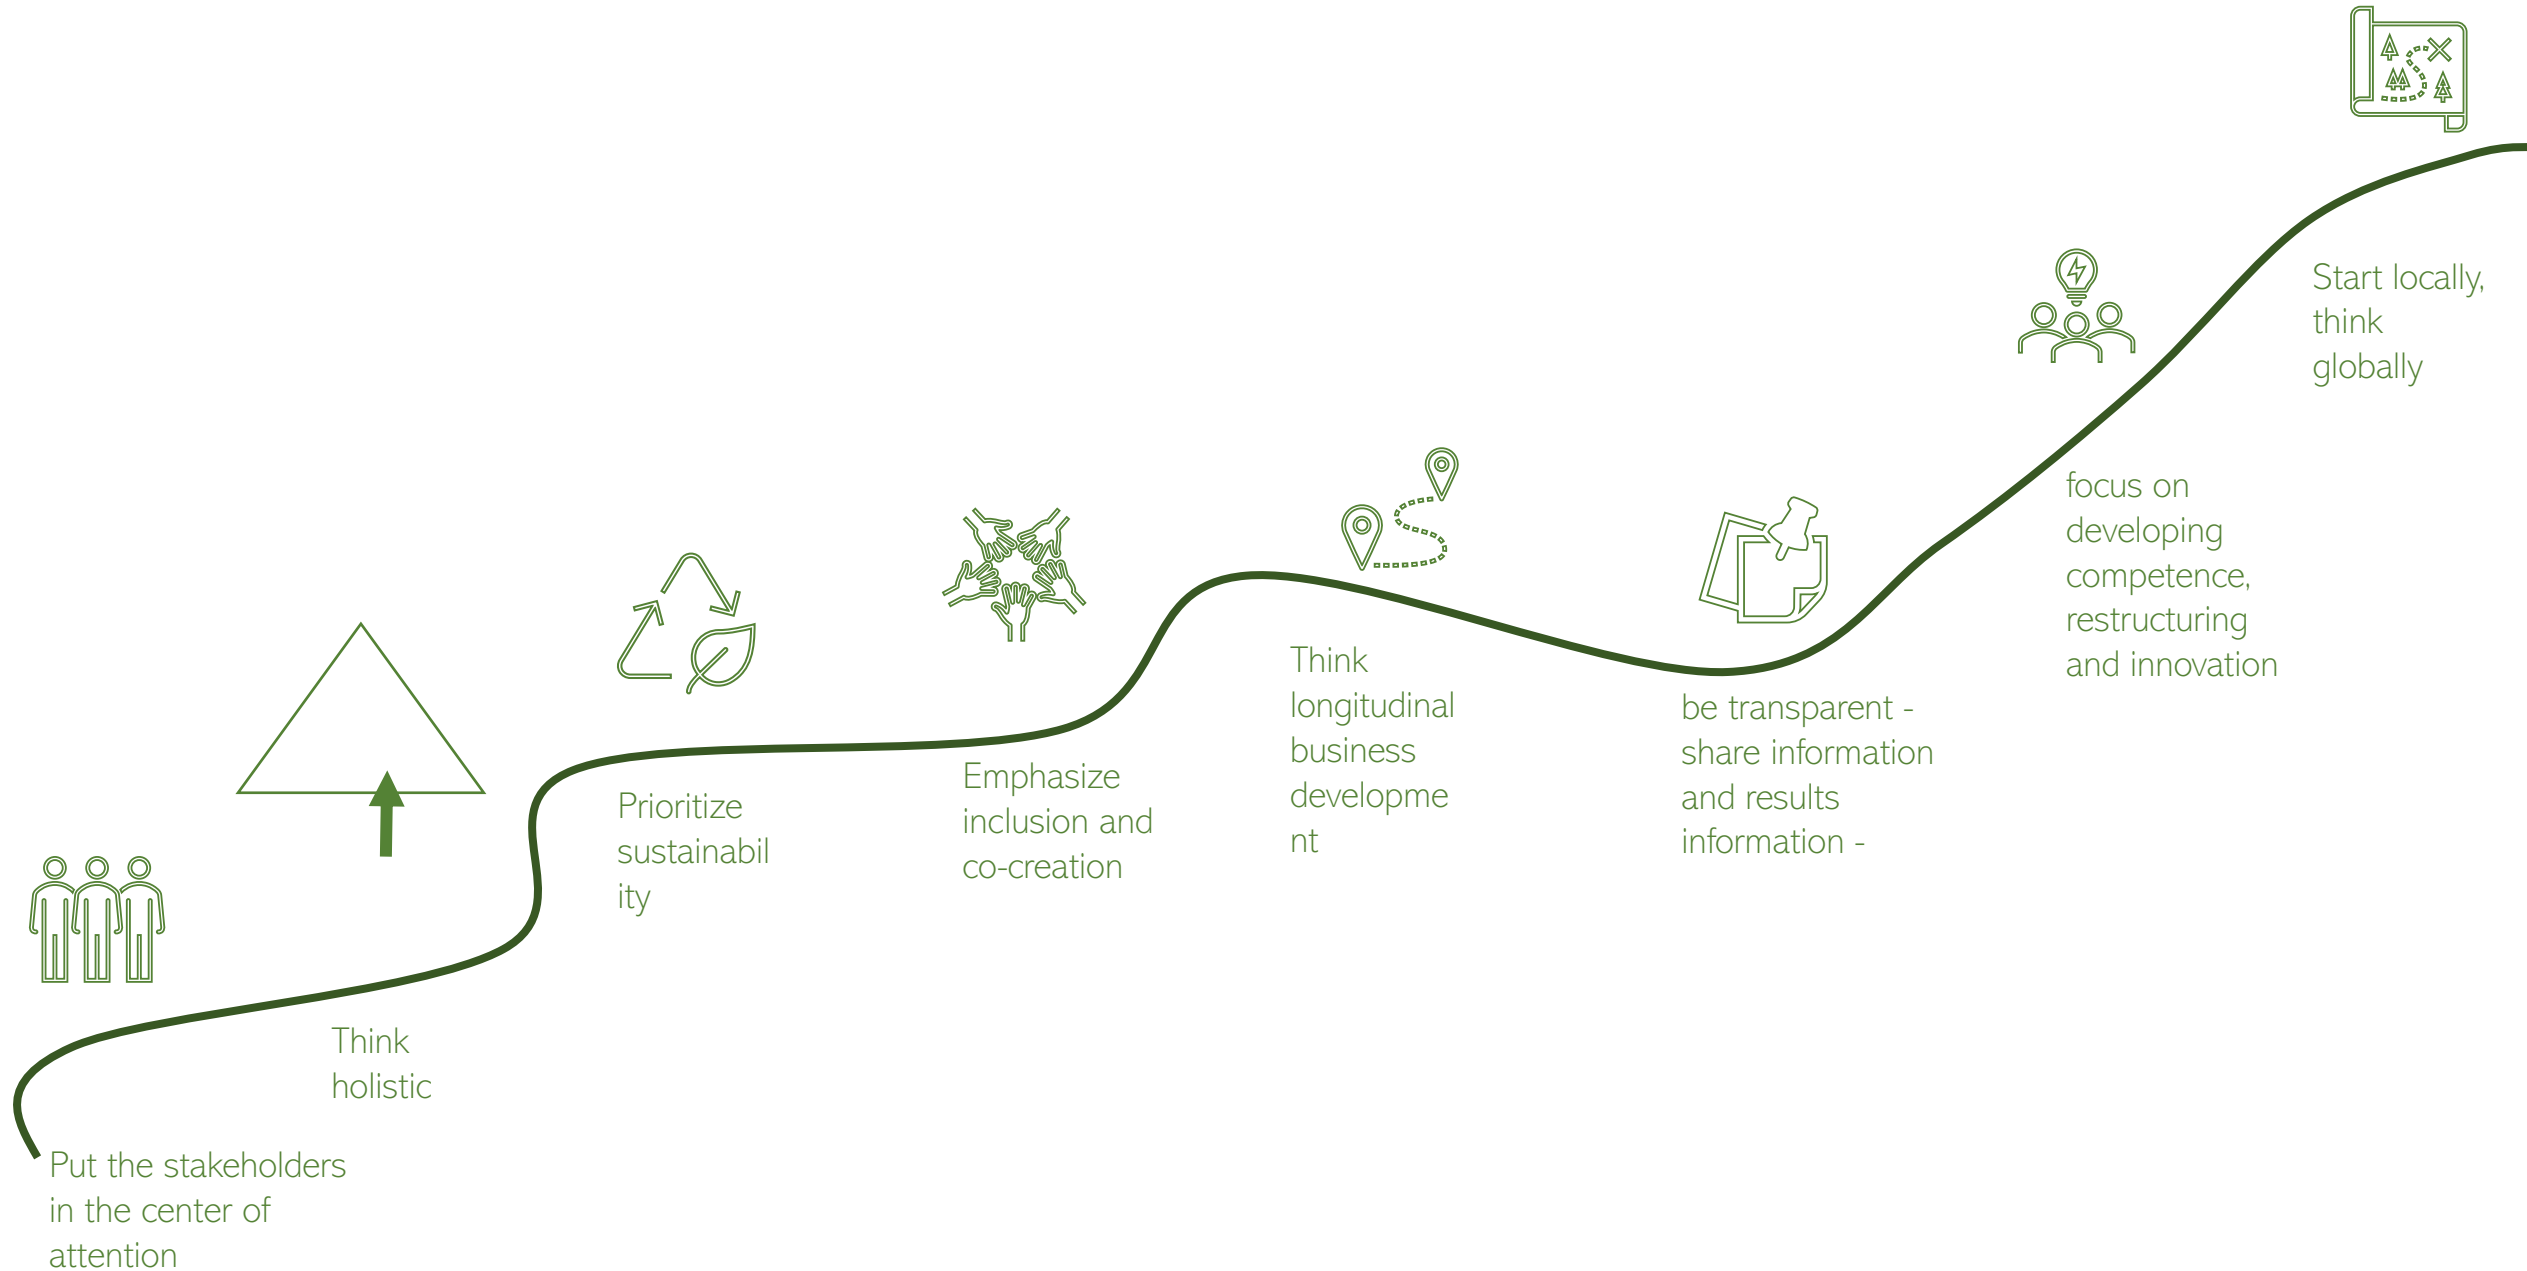 Put the stakeholders
in the center of
attention
Think
holistic
Prioritize
sustainabil
ity
Emphasize
inclusion and
co-creation
Think
longitudinal
business
developme
nt
be transparent -
share information
and results
information -
focus on
developing
competence,
restructuring
and innovation
Start locally,
think
globally